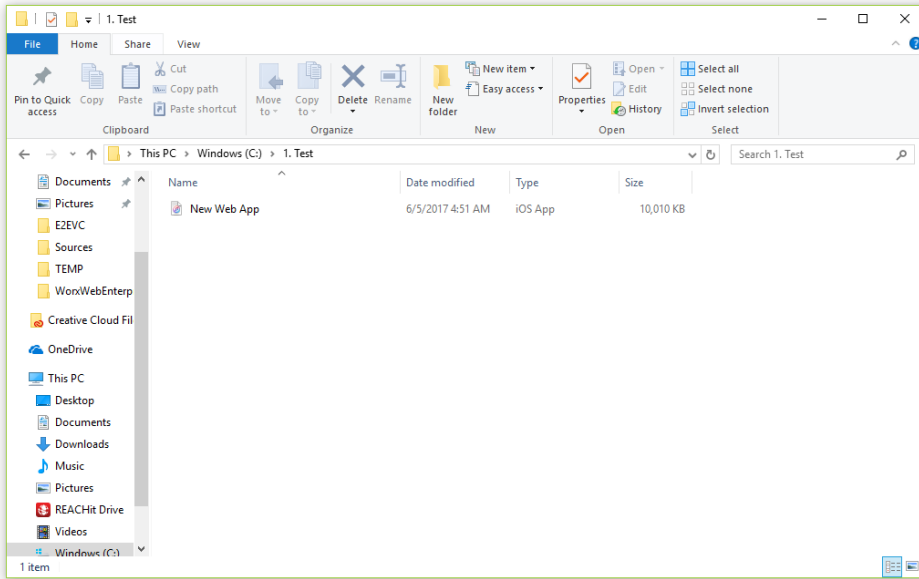 1. Test
File Home Share View
Pin to Quick access
Copy
Paste
Cut
Copy path
Paste shortcut
Clipboard
Move to
Copy to
Delete
Rename
Organize
New folder
New item
Easy access
New
Properties
Open
Edit
History
Open
Select all
Select none
Invert selection
Select
This PC > Windows (C:) > 1. Test
Search 1. Test
Name Date modified Type Size
New Web App 6/5/2017 4:51 AM iOS App 10,010 KB
Documents
Pictures
E2EVC
Sources
TEMP
WorxWebEnterp
Creative Cloud Fil
OneDrive
This PC
Desktop
Documents
Downloads
Music
Pictures
REACHit Drive
Videos
Windows (C:)
1 item